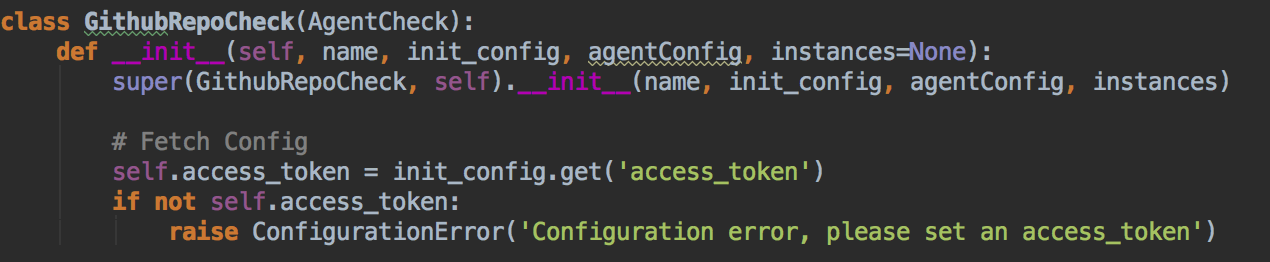 class GithubRepoCheck(AgentCheck):
    def __init__(self, name, init_config, agentConfig, instances=None):
        super(GithubRepoCheck, self).__init__(name, init_config, agentConfig, instances)

        # Fetch Config
        self.access_token = init_config.get('access_token')
        if not self.access_token:
            raise ConfigurationError('Configuration error, please set an access_token')